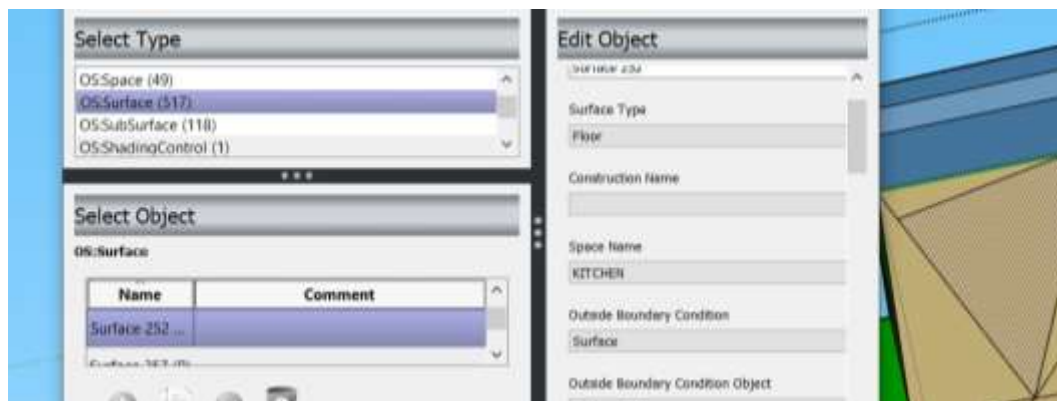 Select Type
OS:Space (49)
OS:Surface (517)
OS:SubSurface (118)
OS:ShadingControl (1)
Select Object
OS:Surface
Name Comment
Surface 252 ...
Edit Object
Surface 252
Surface Type
Floor
Construction Name
Space Name
KITCHEN
Outside Boundary Condition
Surface
Outside Boundary Condition Object